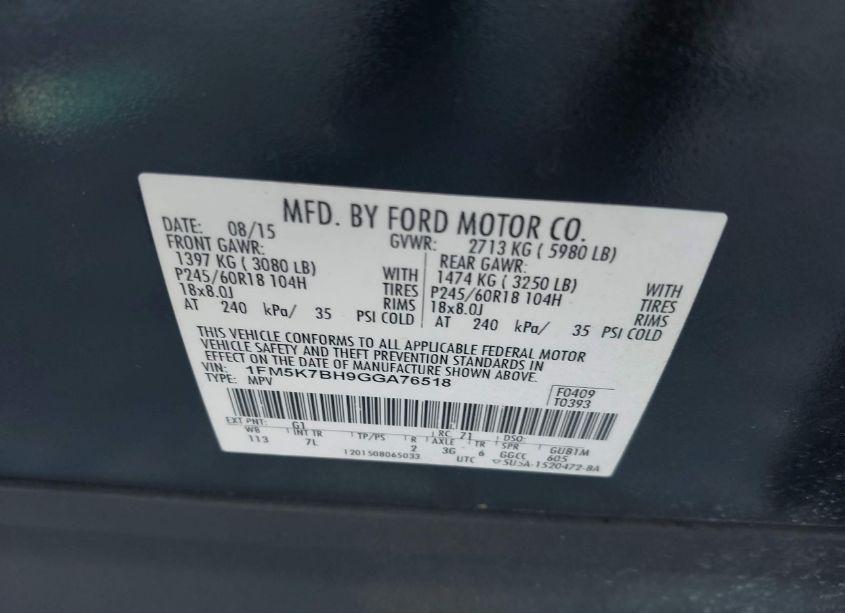 MFD. BY FORD MOTOR CO.
DATE: 08/15 GVWR: 2713 KG ( 5980 LB)
FRONT GAWR: REAR GAWR:
1397 KG ( 3080 LB) WITH 1474 KG ( 3250 LB) WITH
P245/60R18 104H TIRES P245/60R18 104H TIRES
18x8.0J RIMS 18x8.0J RIMS
AT 240 kPa/ 35 PSI COLD AT 240 kPa/ 35 PSI COLD
THIS VEHICLE CONFORMS TO ALL APPLICABLE FEDERAL MOTOR
VEHICLE SAFETY AND THEFT PREVENTION STANDARDS IN
EFFECT ON THE DATE OF MANUFACTURE SHOWN ABOVE.
VIN: 1FM5K7BH9GGA76518
TYPE: MPV
F0409
T0393
EXT PNT: G1 RC: 71 DSO:
WB INT TR TP/PS R AXLE TR SPR GUB1M
113 7L 2 3G 6 GGCC 605
1201508065033 UTC